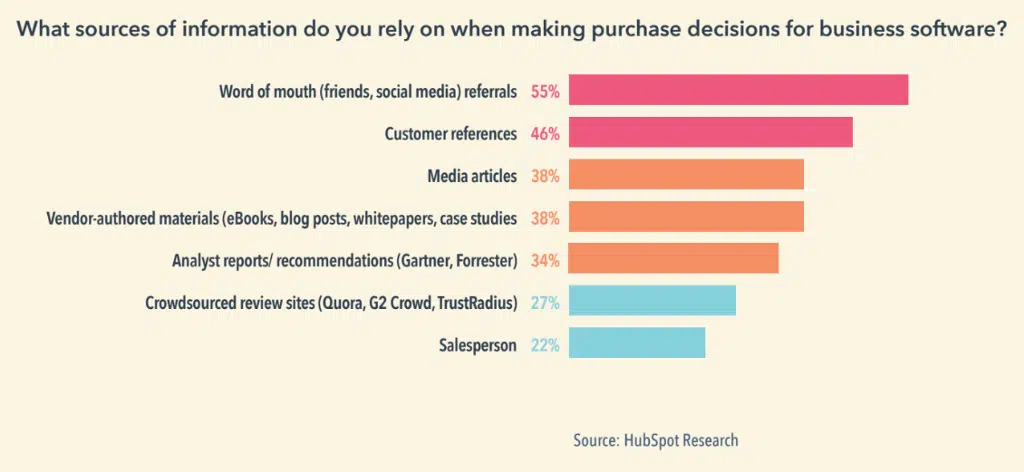 What sources of information do you rely on when making purchase decisions for business software?
Word of mouth (friends, social media) referrals 55%
Customer references 46%
Media articles 38%
Vendor-authored materials (eBooks, blog posts, whitepapers, case studies 38%
Analyst reports/ recommendations (Gartner, Forrester) 34%
Crowdsourced review sites (Quora, G2 Crowd, TrustRadius) 27%
Salesperson 22%
Source: HubSpot Research